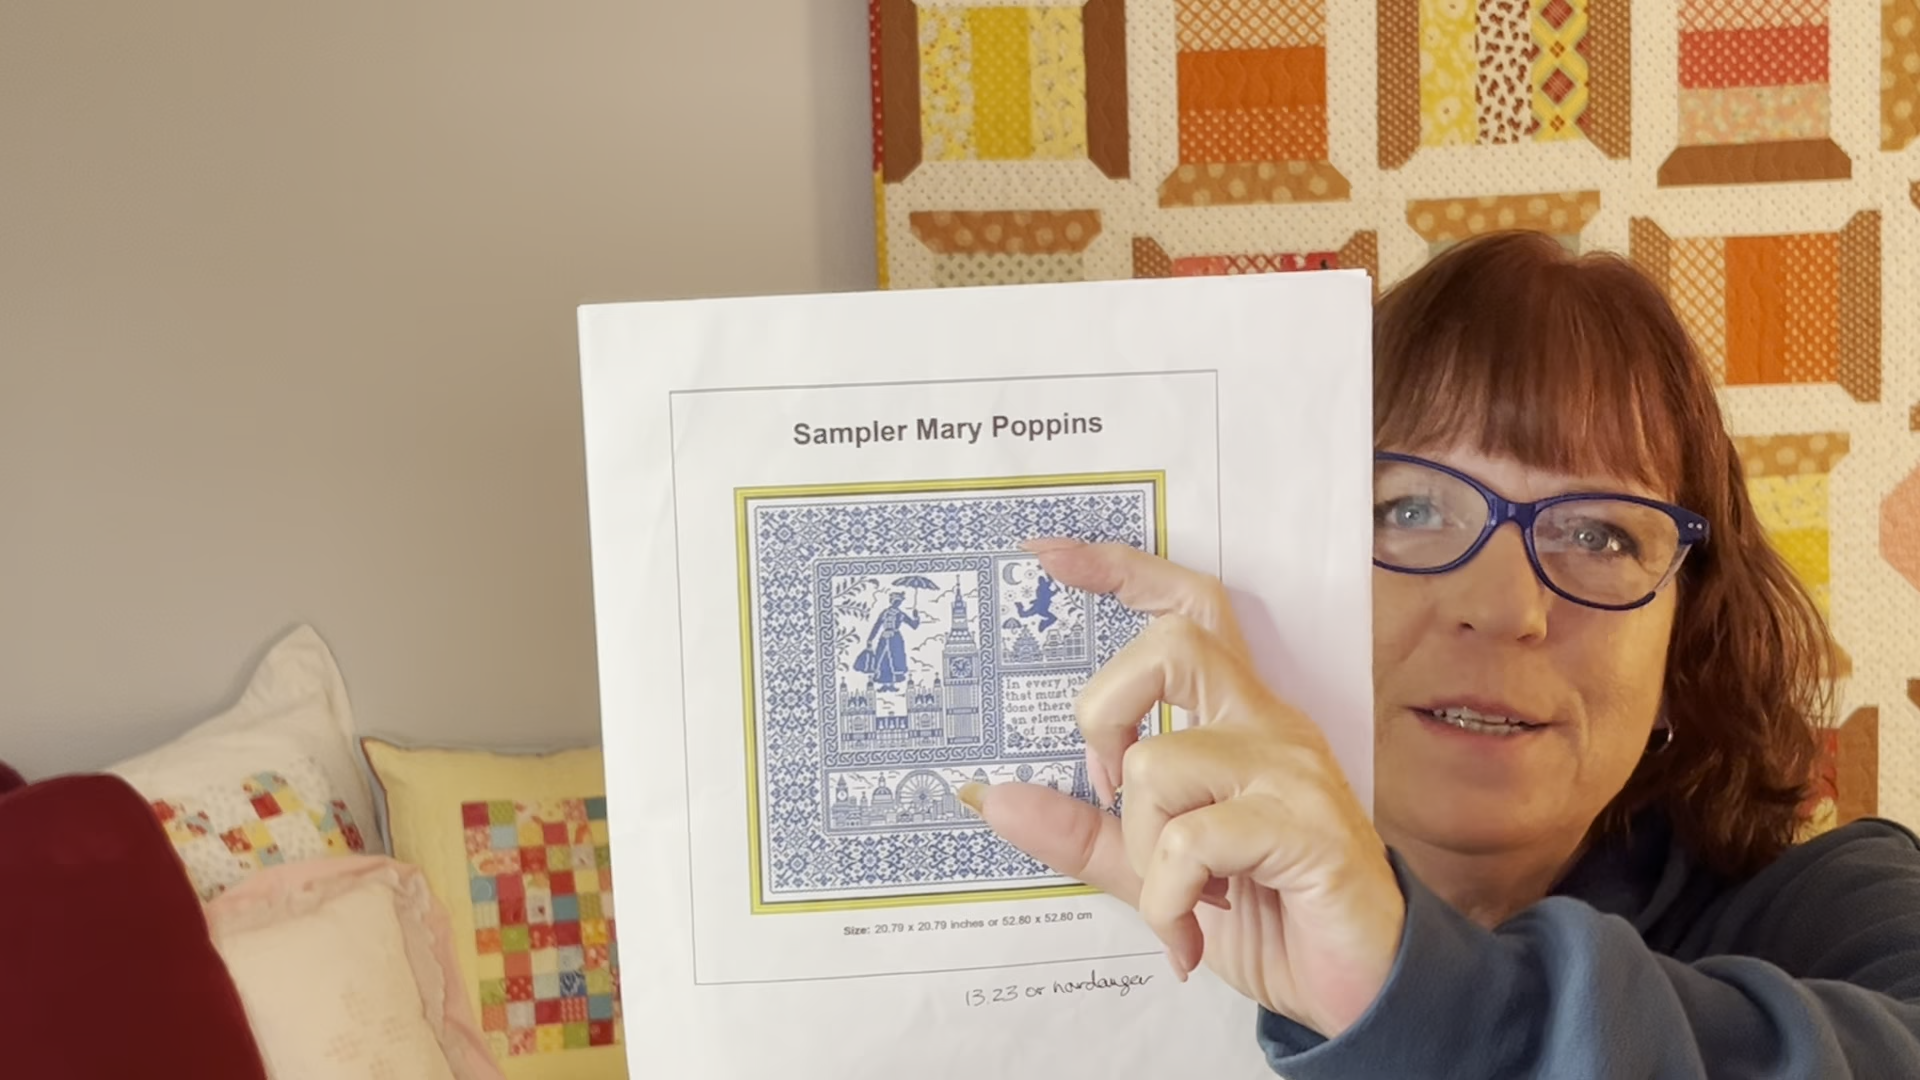 Sampler Mary Poppins
In every job
that must b
done there
an elemen
of fun
Size: 20.79 x 20.79 inches or 52.80 x 52.80 cm
13.23 or hardanger